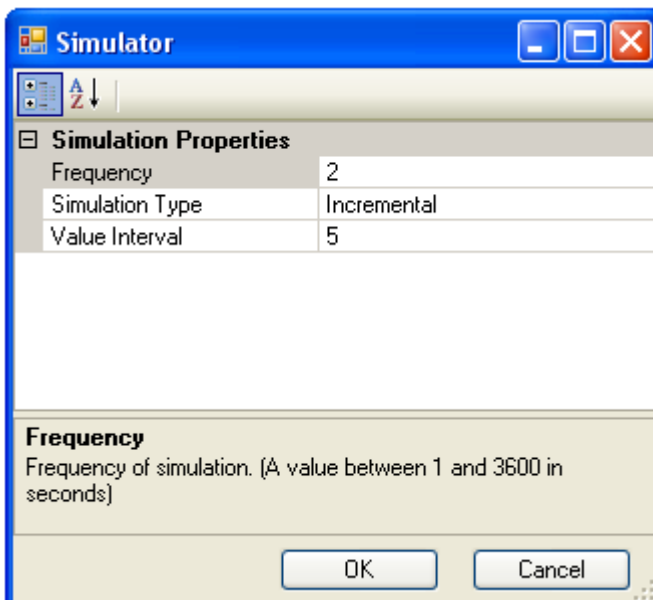 Simulator
A
Z
Simulation Properties
Frequency 2
Simulation Type Incremental
Value Interval 5
Frequency
Frequency of simulation. (A value between 1 and 3600 in
seconds)
OK Cancel